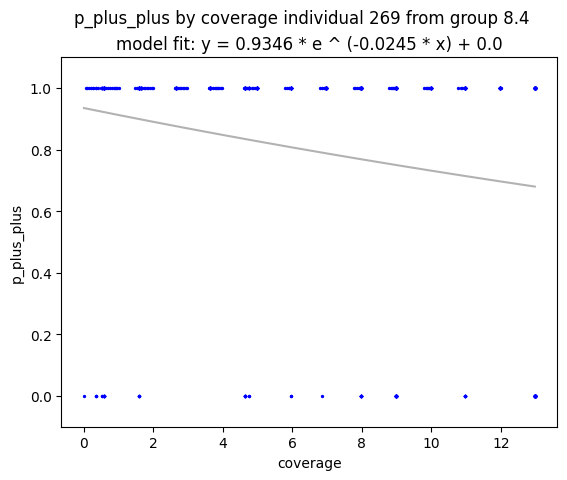 p_plus_plus by coverage individual 269 from group 8.4
model fit: y = 0.9346 * e ^ (-0.0245 * x) + 0.0
1.0
0.8
0.6
0.4
0.2
0.0
p_plus_plus
0 2 4 6 8 10 12
coverage